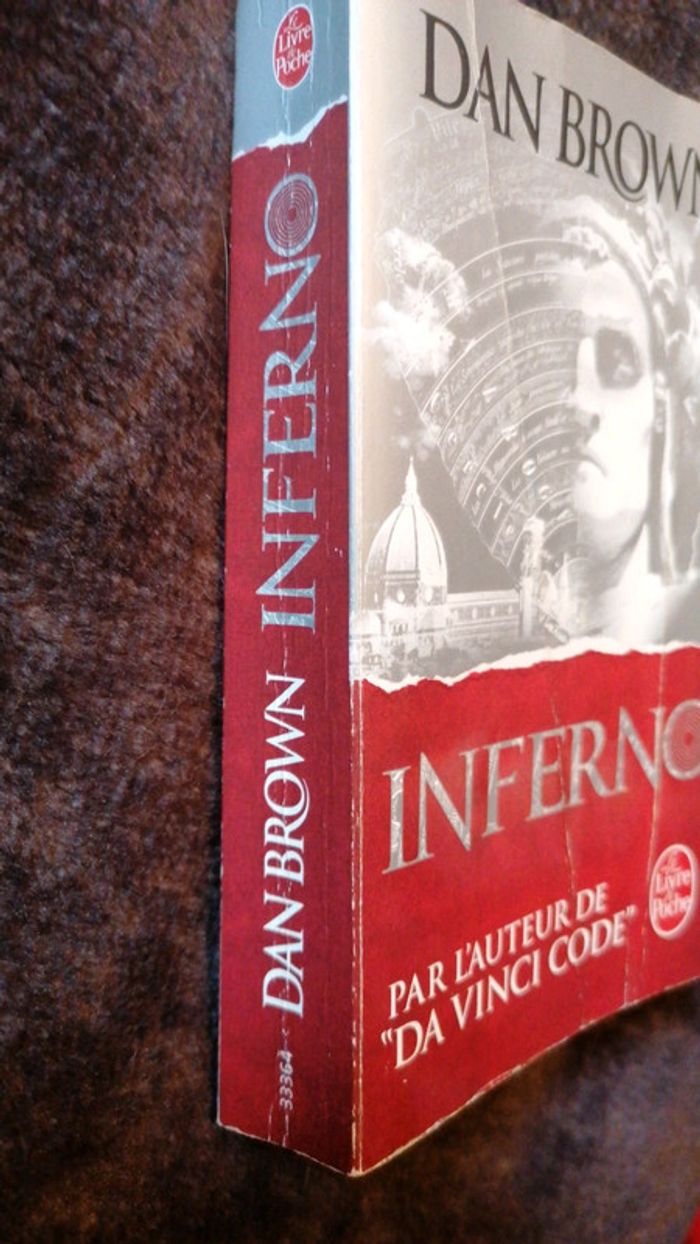 Le
Livre
de
Poche
INFERNO
DAN BROWN
33364
DAN BROWN
INFERNO
Le
Livre
de
Poche
PAR L'AUTEUR DE
"DA VINCI CODE"